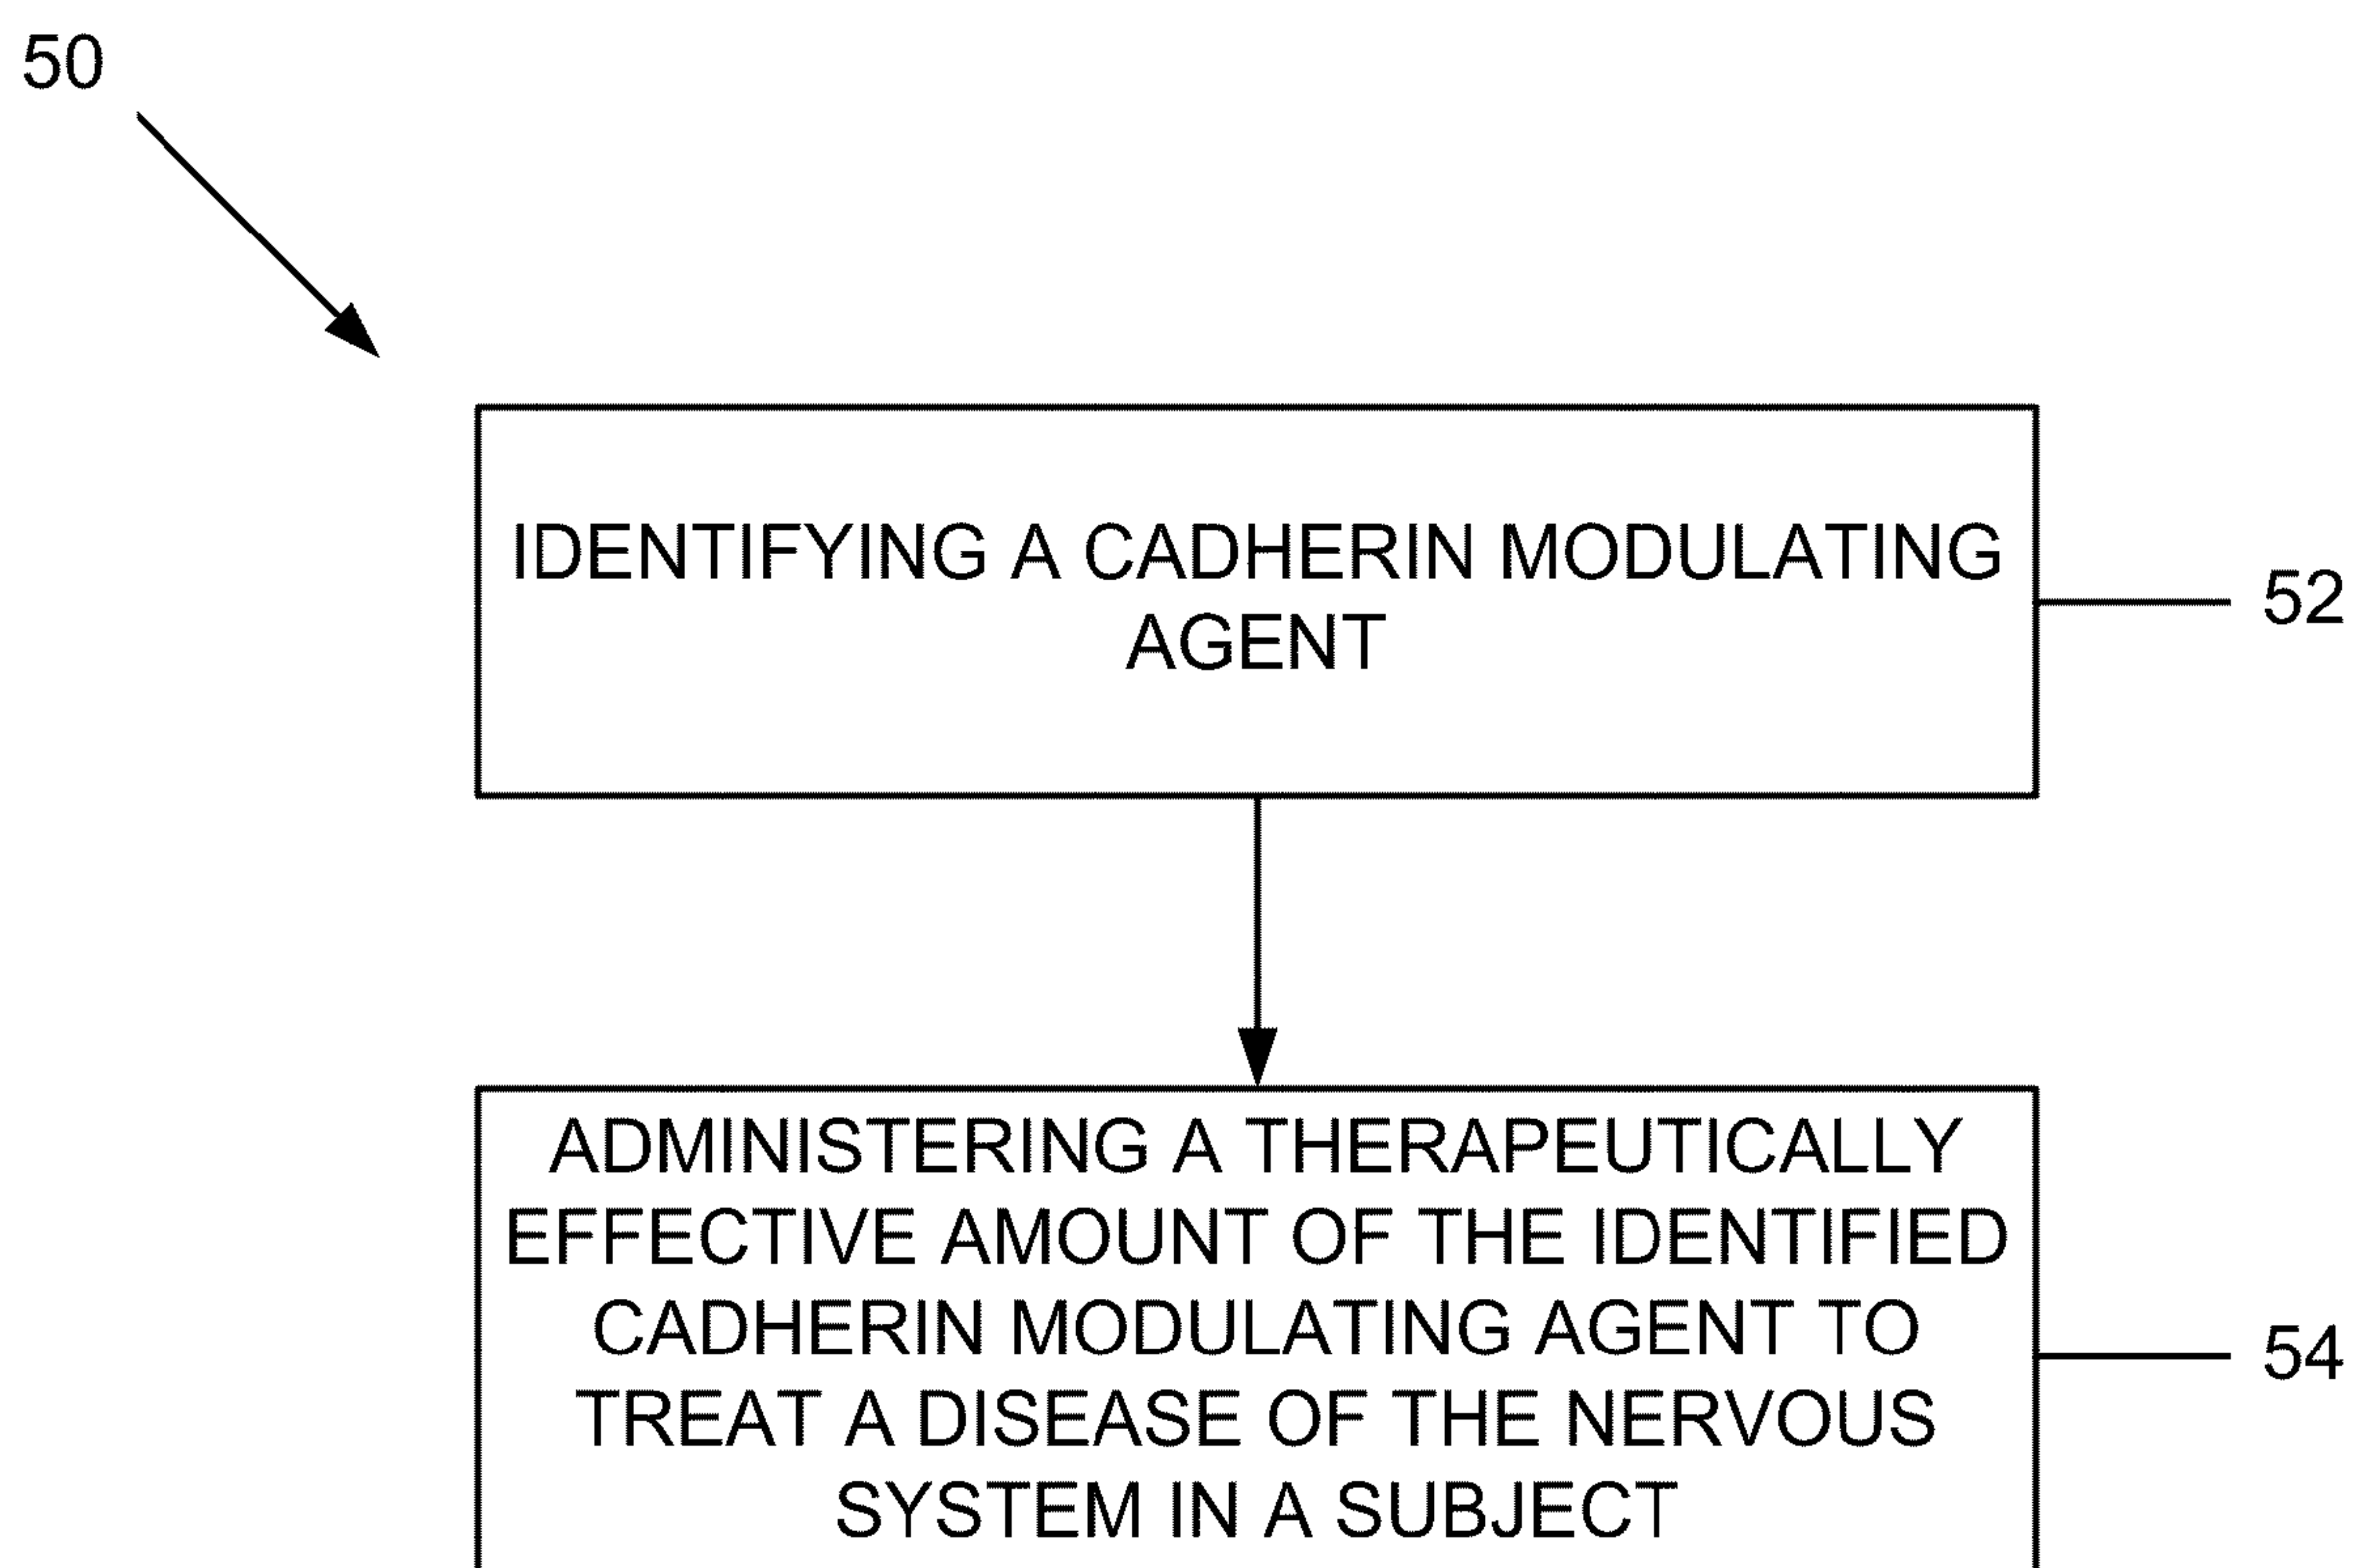 50
IDENTIFYING A CADHERIN MODULATING
AGENT
52
ADMINISTERING A THERAPEUTICALLY
EFFECTIVE AMOUNT OF THE IDENTIFIED
CADHERIN MODULATING AGENT TO
TREAT A DISEASE OF THE NERVOUS
SYSTEM IN A SUBJECT
54